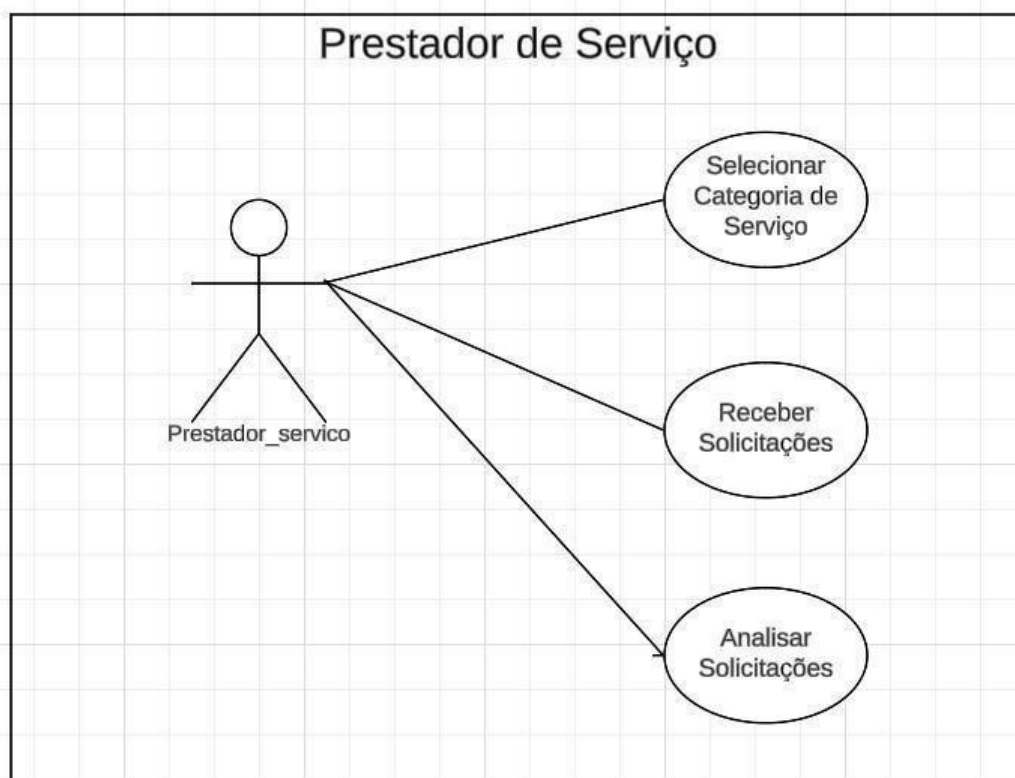 Prestador de Serviço
Selecionar
Categoria de
Serviço
Prestador_servico
Receber
Solicitações
Analisar
Solicitações